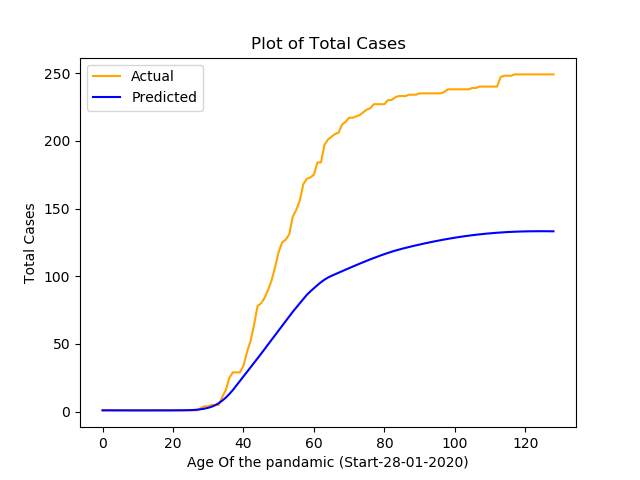 Plot of Total Cases
Actual
Predicted
250
200
150
100
50
0
Total Cases
0 20 40 60 80 100 120
Age Of the pandamic (Start-28-01-2020)